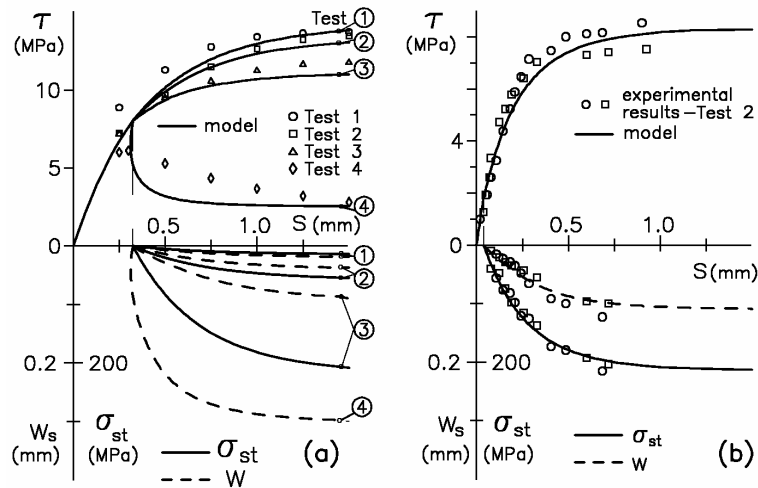 τ
(MPa)
10
5
0
0.2
200
Test 1
2
3
4
○ Test 1
□ Test 2
△ Test 3
◇ Test 4
model
0.5
1.0
S (mm)
1
2
3
4
Ws
(mm)
σst
(MPa)
σst
W
(a)
τ
(MPa)
8
4
0
0.2
200
experimental
results-Test 2
model
0.5
1.0
S (mm)
Ws
(mm)
σst
(MPa)
σst
W
(b)